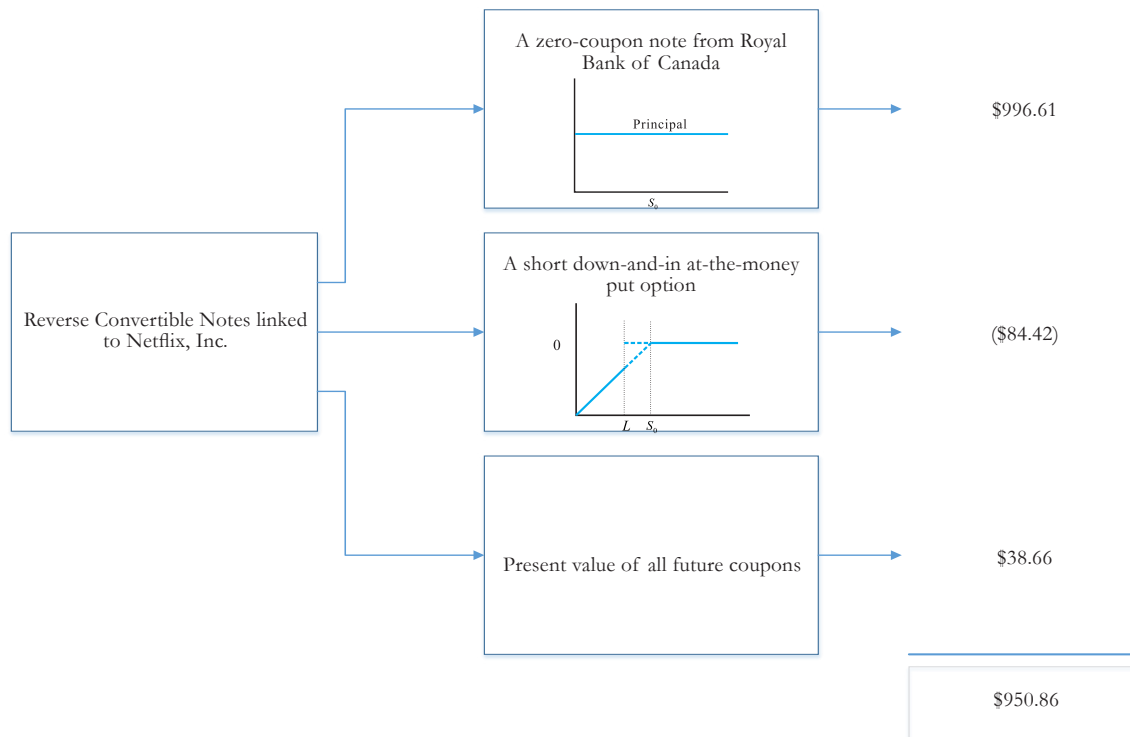 A zero-coupon note from Royal
Bank of Canada
Principal
S₀
$996.61
Reverse Convertible Notes linked
to Netflix, Inc.
A short down-and-in at-the-money
put option
0
L S₀
($84.42)
Present value of all future coupons
$38.66
$950.86